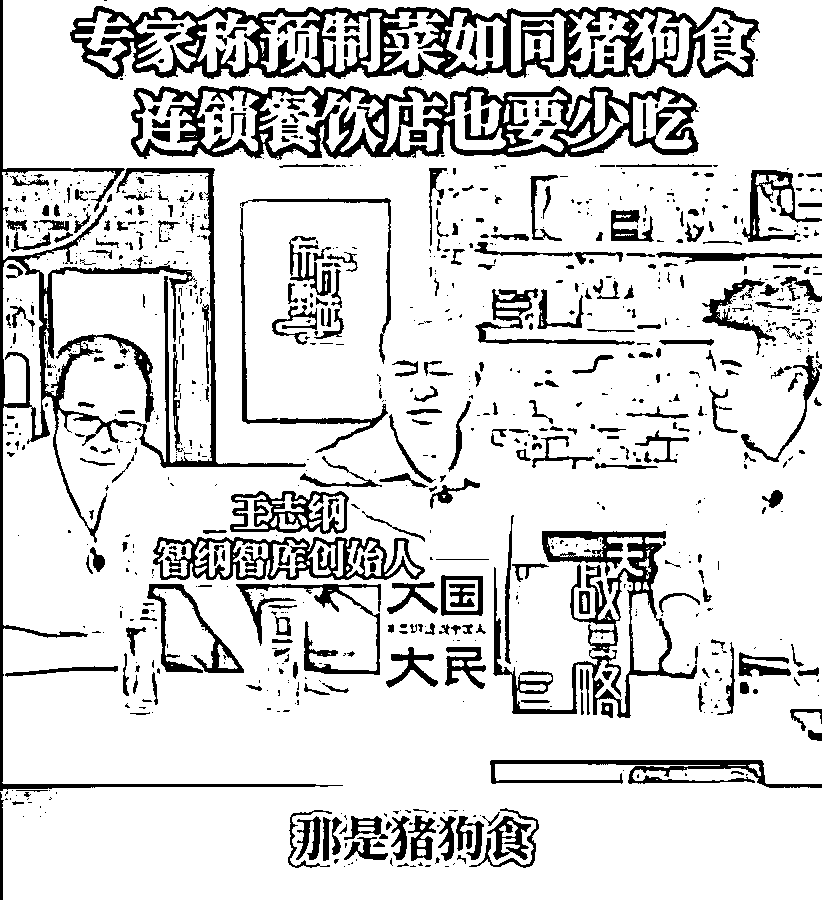 专家称预制菜如同猪狗食
连锁餐饮店也要少吃
王志纲
智纲智库创始人
大国
大民
天下
战略
那是猪狗食